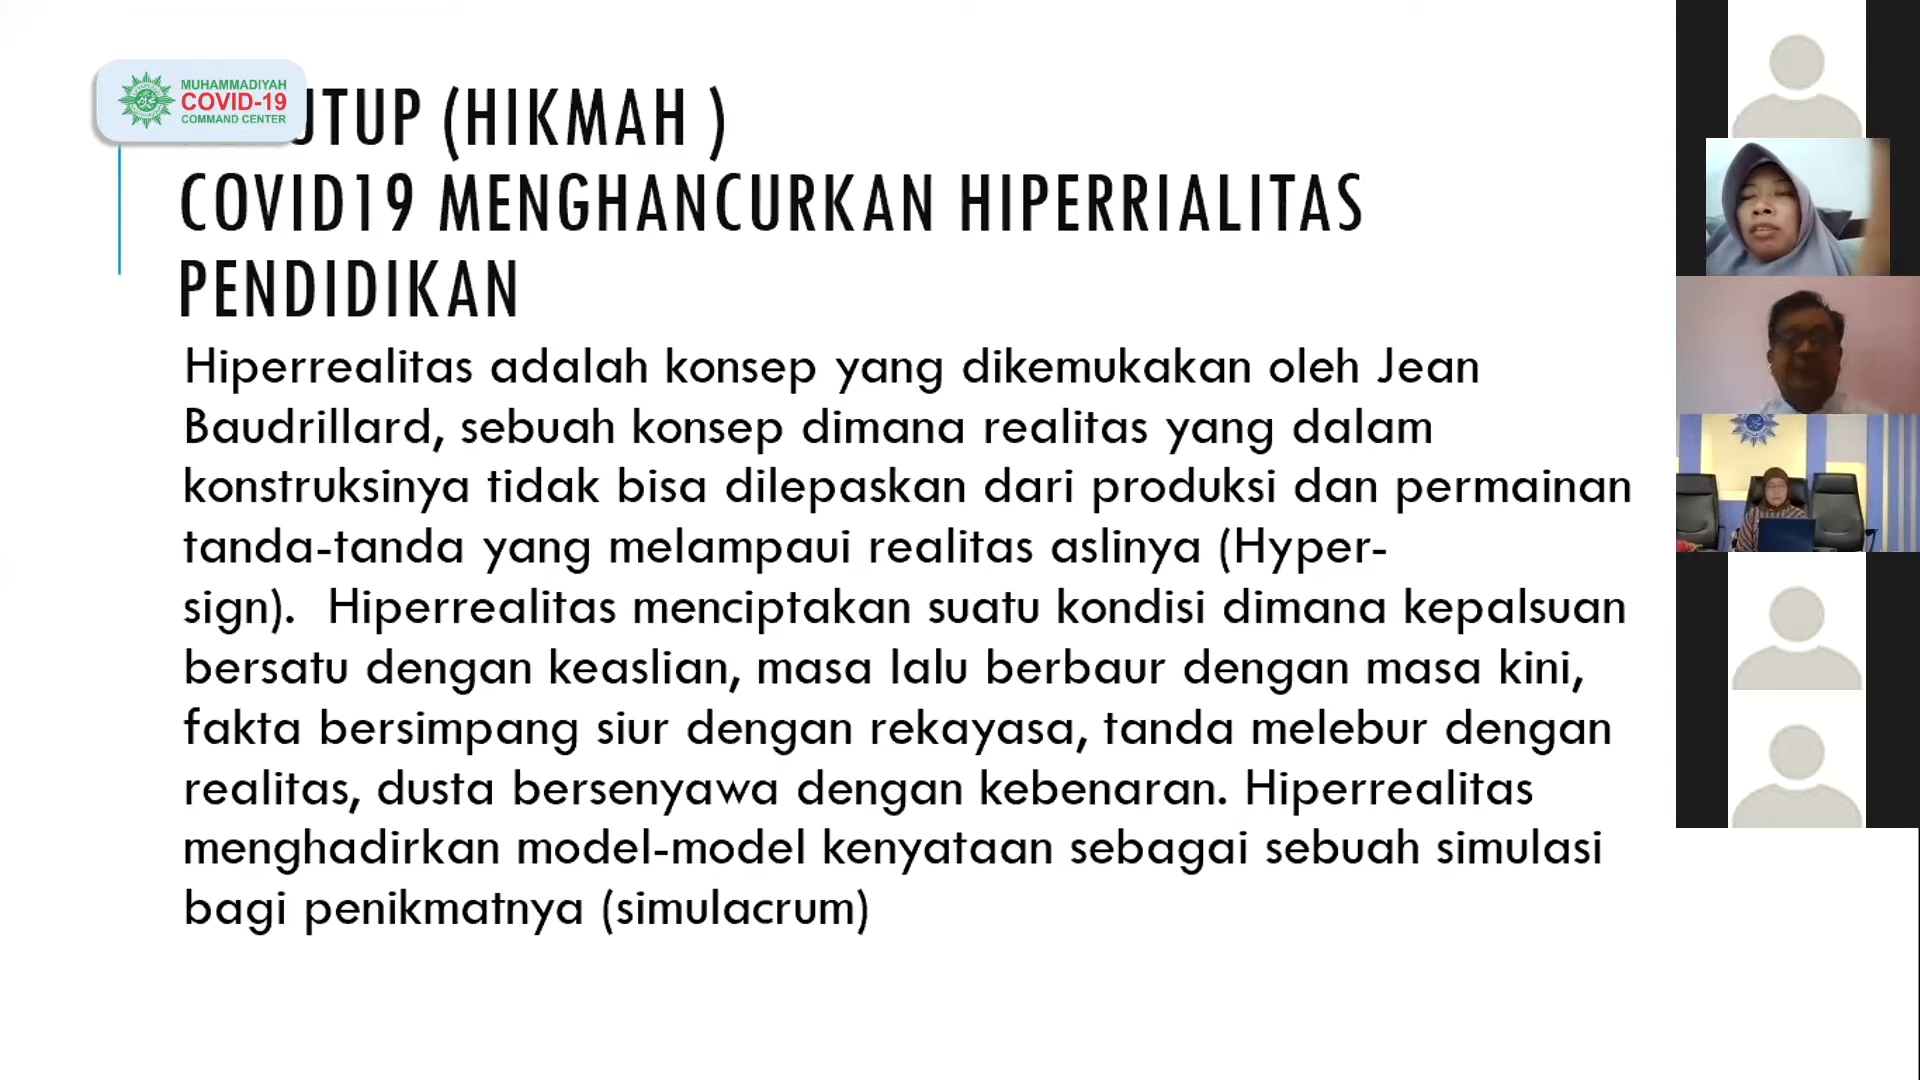 MUHAMMADIYAH
COVID-19
COMMAND CENTER
UTUP (HIKMAH )
COVID19 MENGHANCURKAN HIPERRIALITAS
PENDIDIKAN
Hiperrealitas adalah konsep yang dikemukakan oleh Jean
Baudrillard, sebuah konsep dimana realitas yang dalam
konstruksinya tidak bisa dilepaskan dari produksi dan permainan
tanda-tanda yang melampaui realitas aslinya (Hyper-
sign).  Hiperrealitas menciptakan suatu kondisi dimana kepalsuan
bersatu dengan keaslian, masa lalu berbaur dengan masa kini,
fakta bersimpang siur dengan rekayasa, tanda melebur dengan
realitas, dusta bersenyawa dengan kebenaran. Hiperrealitas
menghadirkan model-model kenyataan sebagai sebuah simulasi
bagi penikmatnya (simulacrum)